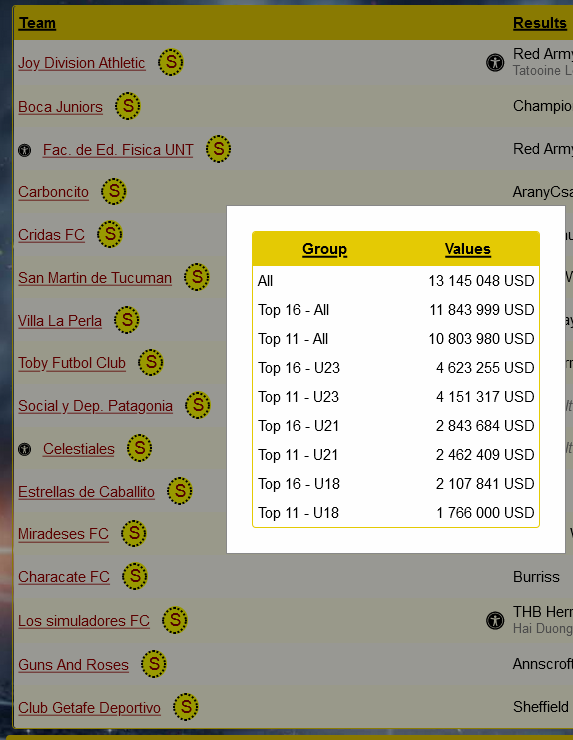 Team Results
Joy Division Athletic S Red Army
Tatooine L
Boca Juniors S Champio
Fac. de Ed. Fisica UNT S Red Army
Carboncito S AranyCsa
Cridas FC S
San Martin de Tucuman S
Villa La Perla S
Toby Futbol Club S
Social y Dep. Patagonia S
Celestiales S
Estrellas de Caballito S
Miradeses FC S
Characate FC S Burriss
Los simuladores FC S THB Herr
Hai Duong
Guns And Roses S Annscroft
Club Getafe Deportivo S Sheffield
Group Values
All 13 145 048 USD
Top 16 - All 11 843 999 USD
Top 11 - All 10 803 980 USD
Top 16 - U23 4 623 255 USD
Top 11 - U23 4 151 317 USD
Top 16 - U21 2 843 684 USD
Top 11 - U21 2 462 409 USD
Top 16 - U18 2 107 841 USD
Top 11 - U18 1 766 000 USD